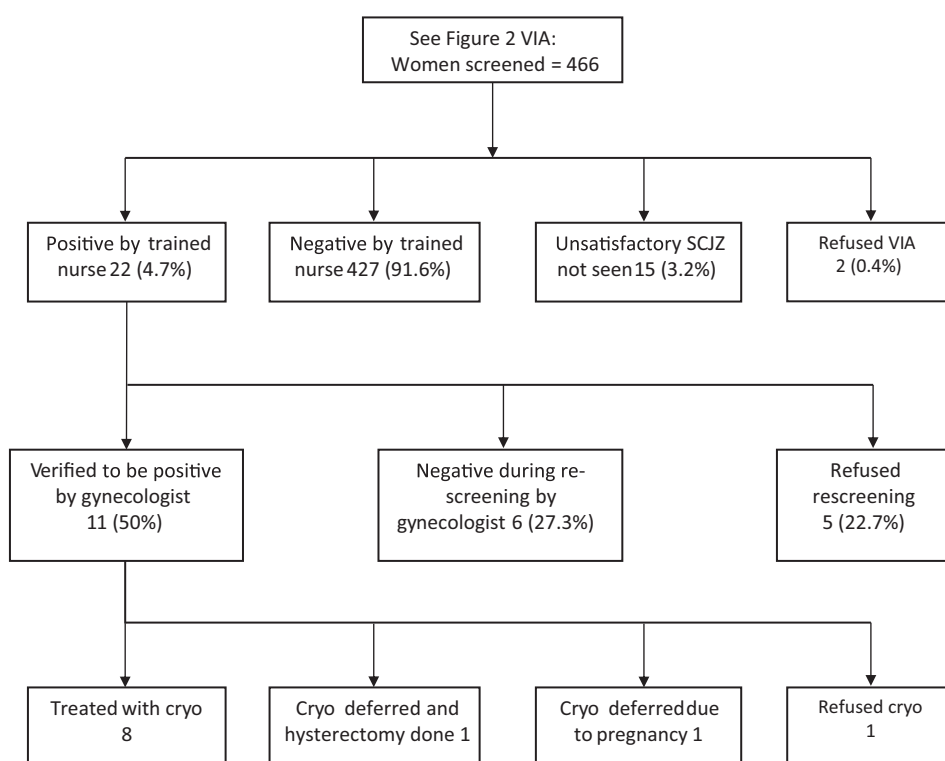 See Figure 2 VIA:
Women screened = 466
Positive by trained
nurse 22 (4.7%)
Negative by trained
nurse 427 (91.6%)
Unsatisfactory SCJZ
not seen 15 (3.2%)
Refused VIA
2 (0.4%)
Verified to be positive
by gynecologist
11 (50%)
Negative during re-
screening by
gynecologist 6 (27.3%)
Refused
rescreening
5 (22.7%)
Treated with cryo
8
Cryo deferred and
hysterectomy done 1
Cryo deferred due
to pregnancy 1
Refused cryo
1